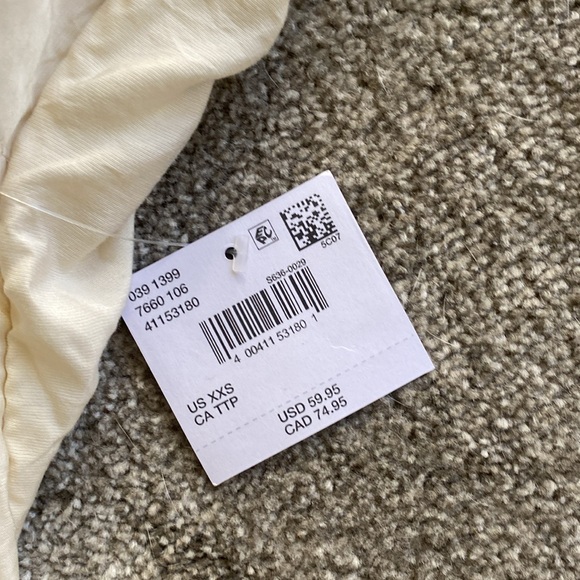 5C07
039 1399
7660 106
41153180
S636-0029
4 00411 53180 1
US XXS
CA TTP
USD 59.95
CAD 74.95